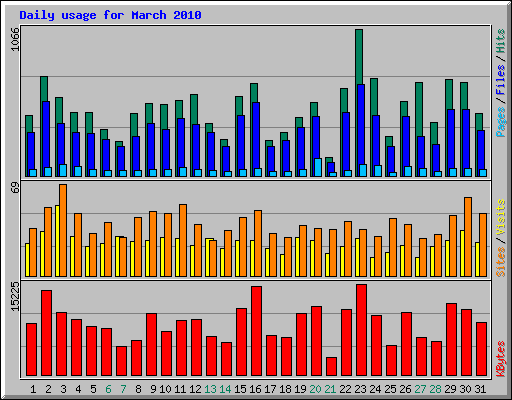 Daily usage for March 2010
1066
Pages / Files / Hits
69
Sites / Visits
15225
KBytes
1 2 3 4 5 6 7 8 9 10 11 12 13 14 15 16 17 18 19 20 21 22 23 24 25 26 27 28 29 30 31